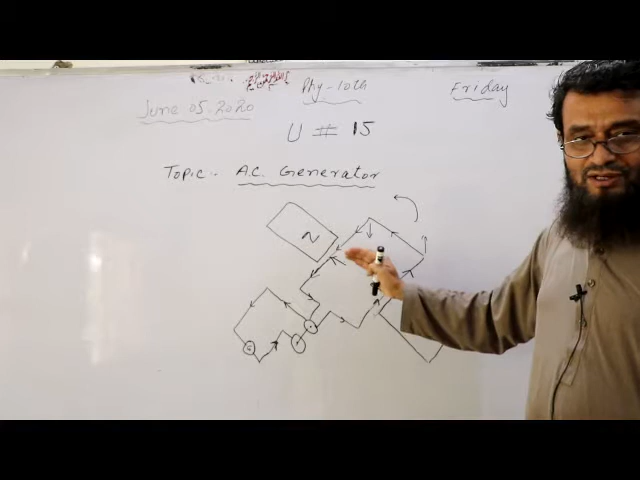 Phy-10th
Friday
June 05.2020
U # 15
Topic:. A.C. Generator
N